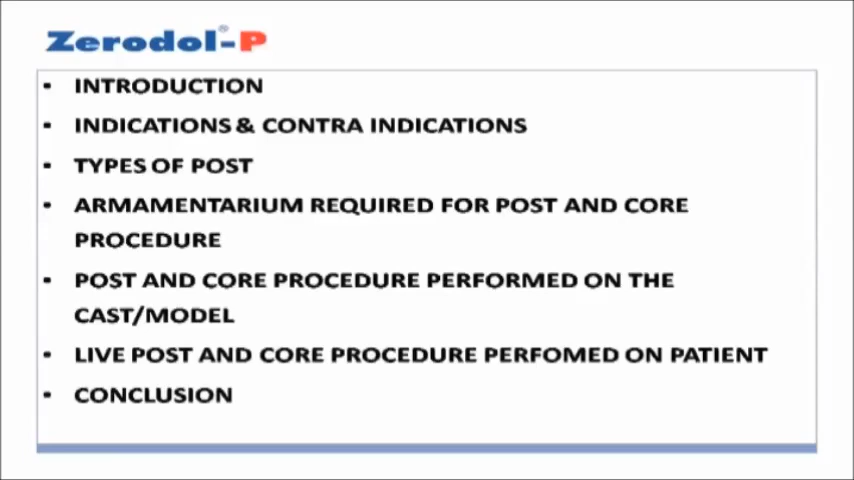 Zerodol®-P
▪ INTRODUCTION
▪ INDICATIONS & CONTRA INDICATIONS
▪ TYPES OF POST
▪ ARMAMENTARIUM REQUIRED FOR POST AND CORE
PROCEDURE
▪ POST AND CORE PROCEDURE PERFORMED ON THE
CAST/MODEL
▪ LIVE POST AND CORE PROCEDURE PERFOMED ON PATIENT
▪ CONCLUSION